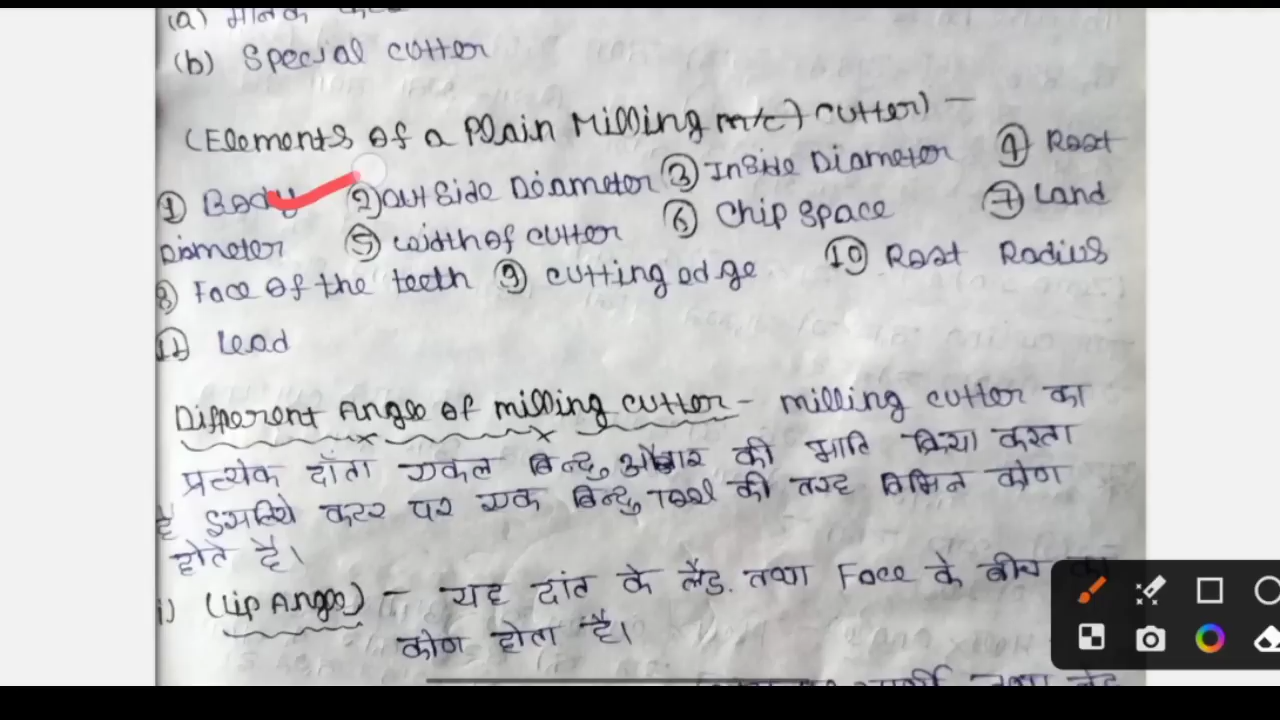 (a) मानक कटर
(b) Special cutter
(Elements of a Plain Milling m/c) cutter) -
① Body ② Outside Diameter ③ Inside Diameter ④ Root
Diameter ⑤ width of cutter ⑥ Chip Space ⑦ Land
⑧ Face of the teeth ⑨ cutting edge ⑩ Root Radius
⑪ Lead
Different Angle of milling cutter - milling cutter का
प्रत्येक दाँता एकल बिन्दु औजार की भाति क्रिया करता
है इसलिये कटर पर एक बिन्दु Tool की तरह विभिन कोण
होते है।
i) (Lip Angle) - यह दांत के लैंड तथा Face के बीच का
कोण होता है।